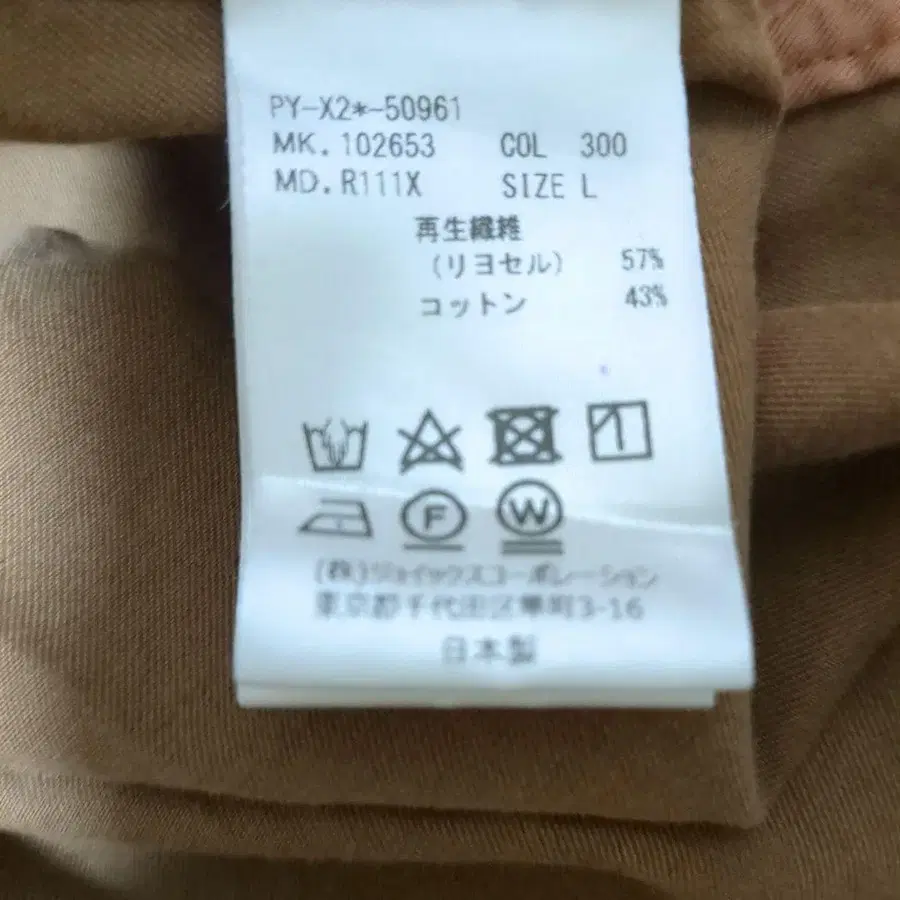 PY-X2*-50961
MK. 102653 COL 300
MD. R111X SIZE L
再生繊維
(リヨセル) 57%
コットン 43%
F W
(株)ジョイックスコーポレーション
東京都千代田区隼町3-16
日本製